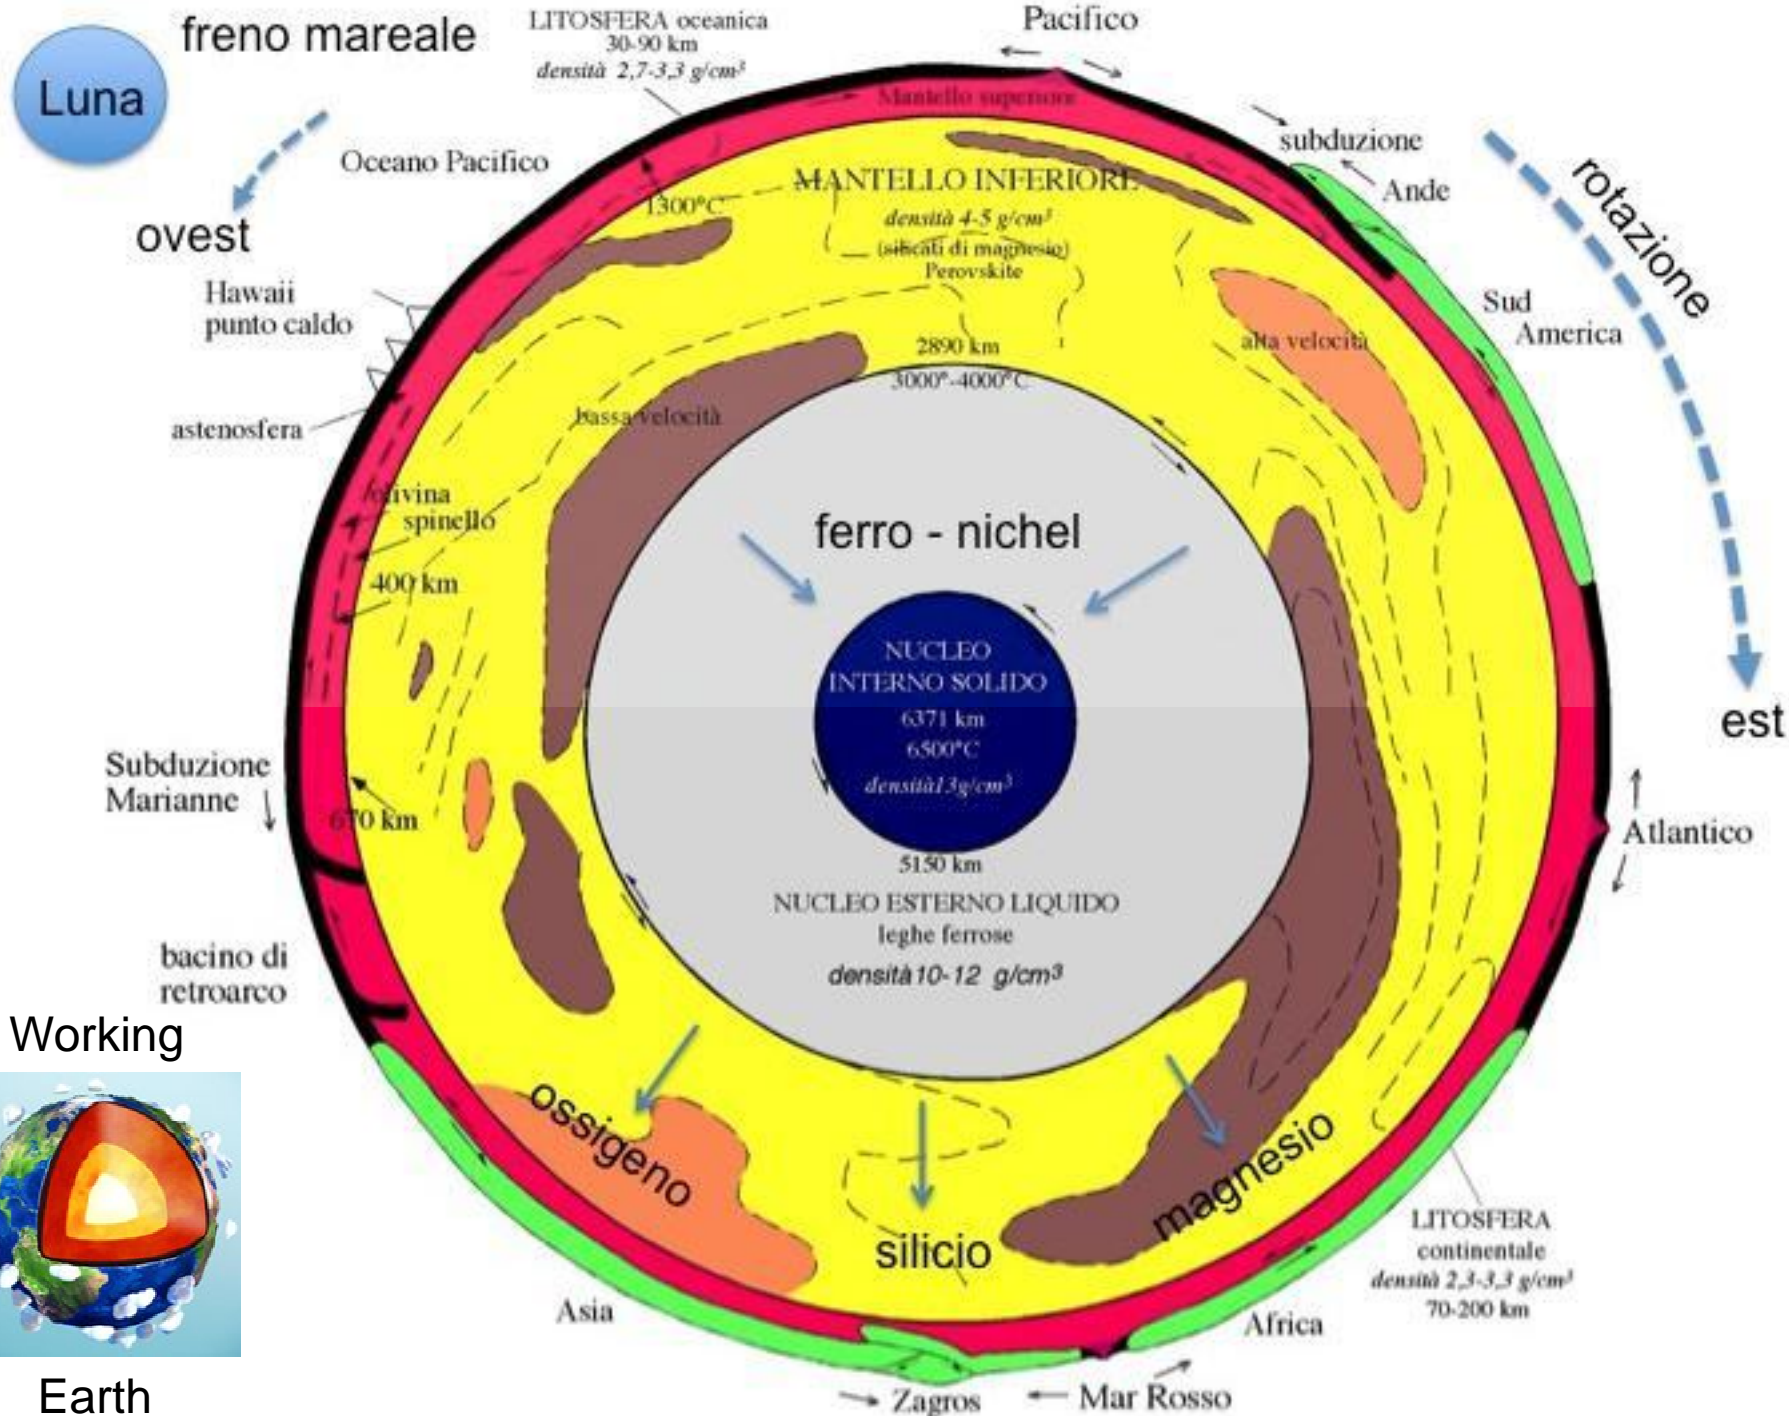 freno mareale
Luna
ovest
LITOSFERA oceanica
30-90 km
densità 2,7-3,3 g/cm³
Pacifico
Mantello superiore
subduzione
Ande
rotazione
Oceano Pacifico
1300°C
MANTELLO INFERIORE
densità 4-5 g/cm³
(silicati di magnesio)
Perovskite
Hawaii
punto caldo
Sud
America
alta velocità
2890 km
3000°-4000°C
bassa velocità
astenosfera
olivina
spinello
400 km
ferro - nichel
NUCLEO
INTERNO SOLIDO
6371 km
6500°C
densità13g/cm³
est
Subduzione
Marianne
670 km
Atlantico
5150 km
NUCLEO ESTERNO LIQUIDO
leghe ferrose
densità10-12 g/cm³
bacino di
retroarco
Working
Earth
ossigeno
silicio
magnesio
LITOSFERA
continentale
densità 2,3-3,3 g/cm³
70-200 km
Asia
Africa
Zagros
Mar Rosso